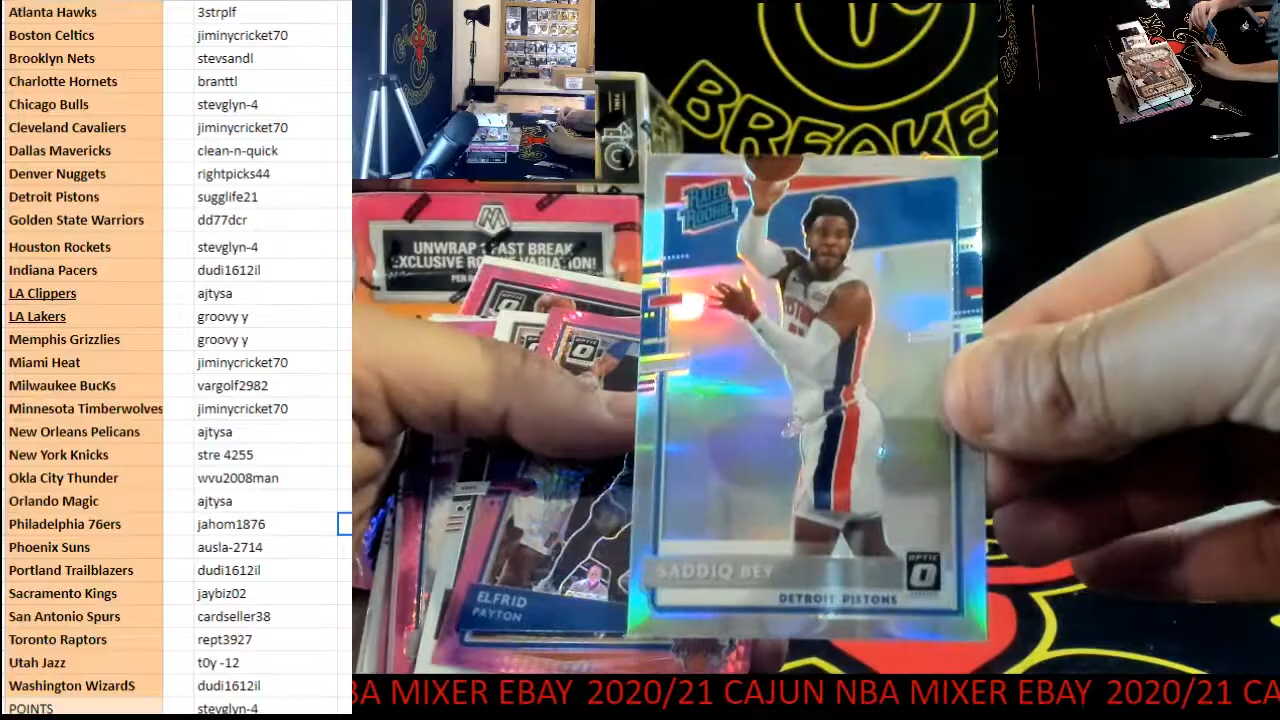 Atlanta Hawks 3strplf
Boston Celtics jiminycricket70
Brooklyn Nets stevsandl
Charlotte Hornets branttl
Chicago Bulls stevglyn-4
Cleveland Cavaliers jiminycricket70
Dallas Mavericks clean-n-quick
Denver Nuggets rightpicks44
Detroit Pistons sugglife21
Golden State Warriors dd77dcr
Houston Rockets stevglyn-4
Indiana Pacers dudi1612il
LA Clippers ajtysa
LA Lakers groovy y
Memphis Grizzlies groovy y
Miami Heat jiminycricket70
Milwaukee BucKs vargolf2982
Minnesota Timberwolves jiminycricket70
New Orleans Pelicans ajtysa
New York Knicks stre 4255
Okla City Thunder wvu2008man
Orlando Magic ajtysa
Philadelphia 76ers jahom1876
Phoenix Suns ausla-2714
Portland Trailblazers dudi1612il
Sacramento Kings jaybiz02
San Antonio Spurs cardseller38
Toronto Raptors rept3927
Utah Jazz t0y -12
Washington WizardS dudi1612il
POINTS stevglyn-4
BREAKE
UNWRAP 1 FAST BREAK
EXCLUSIVE
RATED
ROOKIE
OPTIC
ELFRID
PAYTON
SADDIQ BEY
OPTIC
DETROIT PISTONS
BA MIXER EBAY 2020/21 CAJUN NBA MIXER EBAY 2020/21 CA